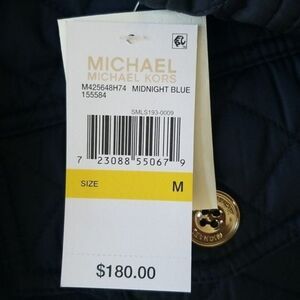 MICHAEL
MICHAEL KORS
M425648H74 MIDNIGHT BLUE
155584
SMLS193-0009
7 23088 55067 9
SIZE M
$180.00